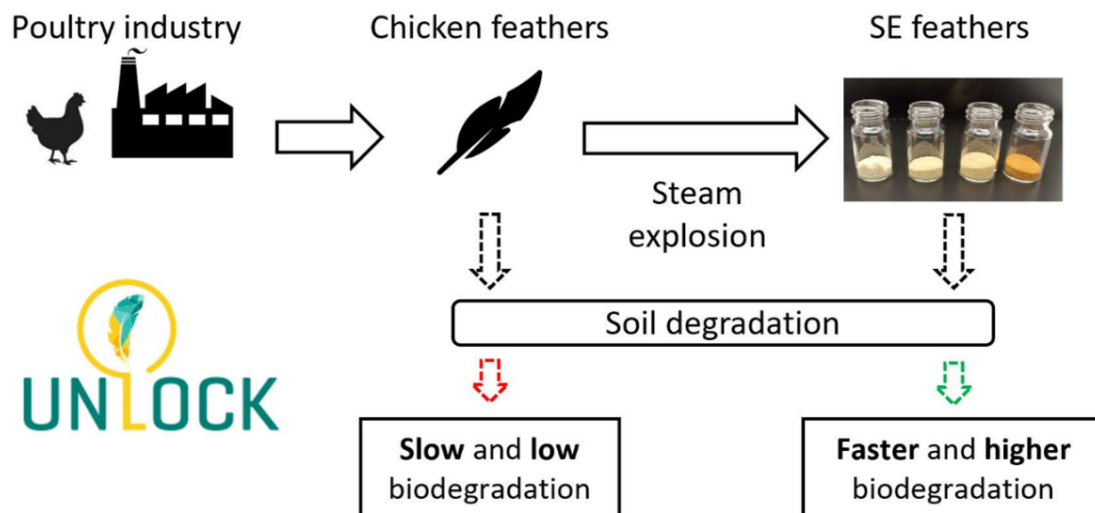 Poultry industry
Chicken feathers
SE feathers
Steam
explosion
Soil degradation
UNLOCK
Slow and low
biodegradation
Faster and higher
biodegradation